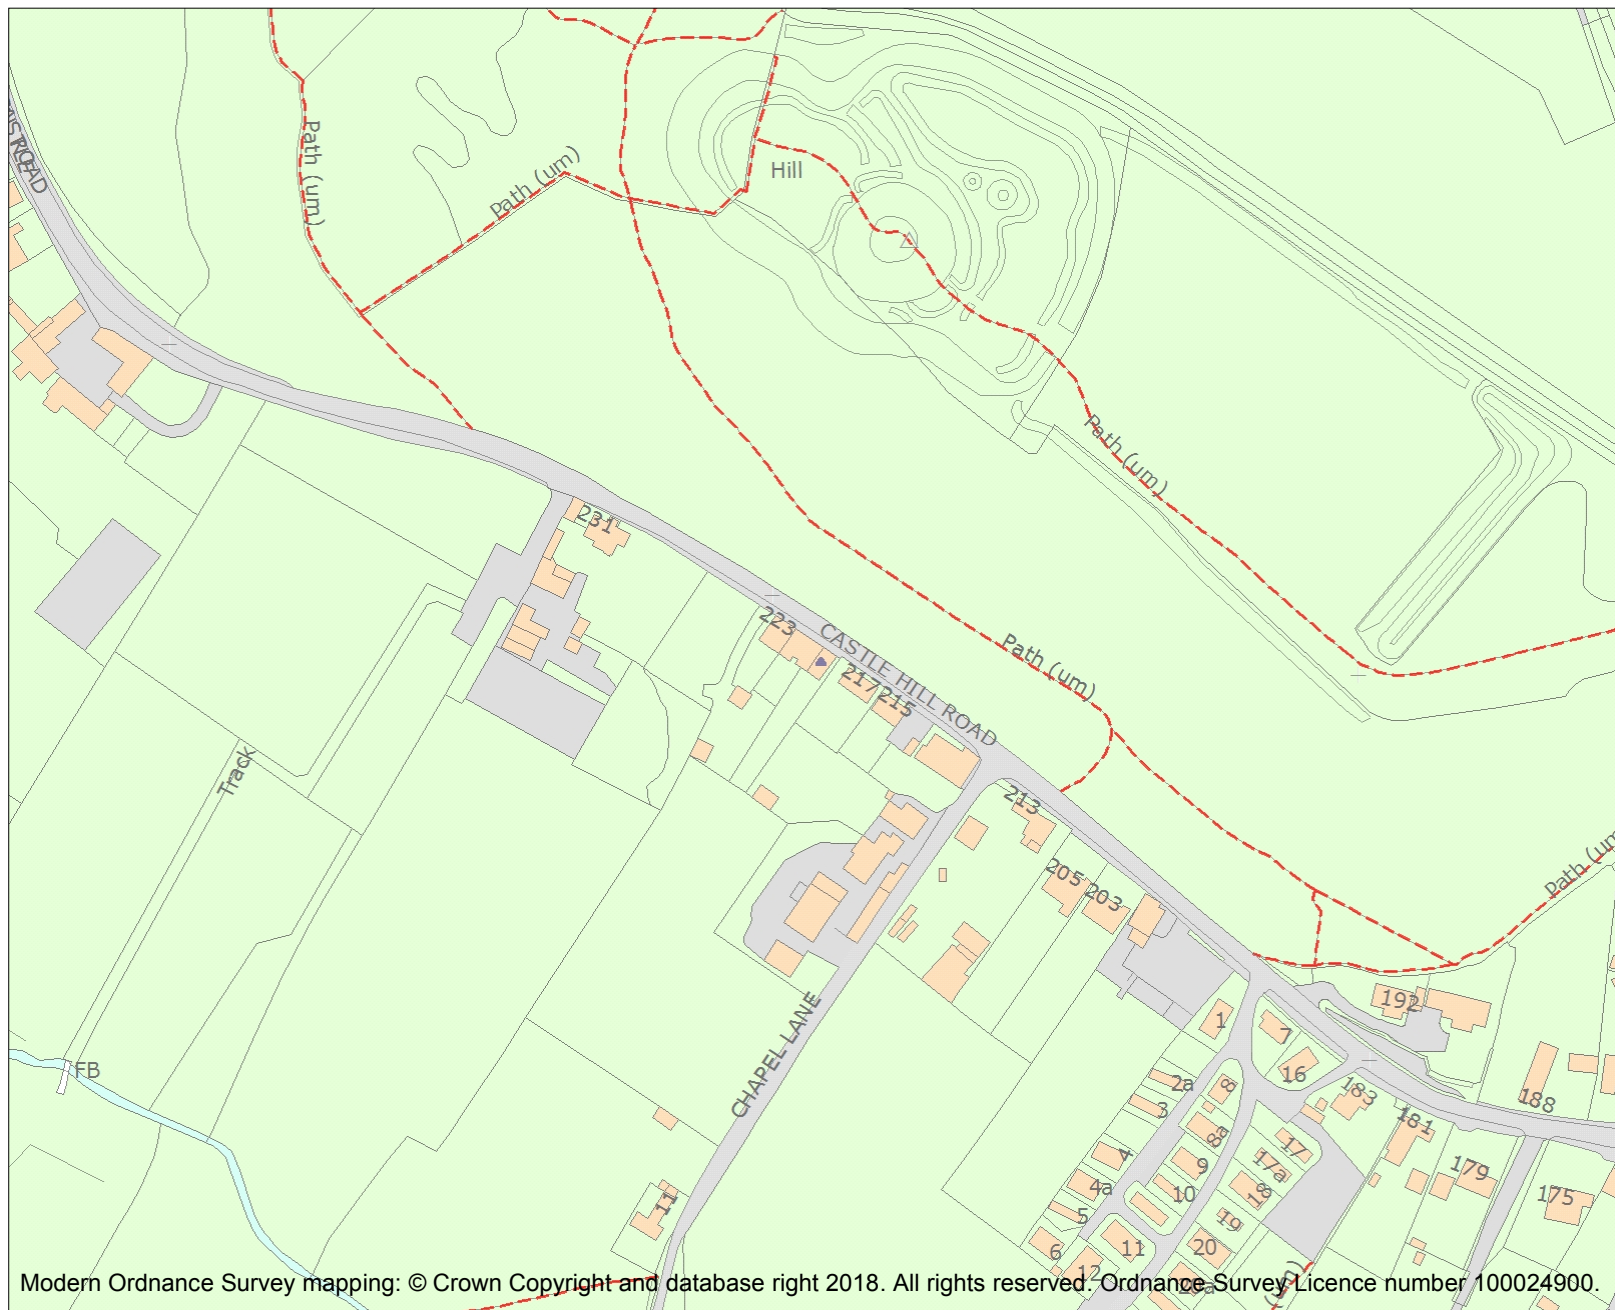 Path (um)
Path (um)
Hill
Path (um)
231
223
CASTLE HILL ROAD
217
215
Path (um)
Track
213
205
203
Path (um
192
CHAPEL LANE
1
7
FB
2a
8
16
183
188
3
181
8a
4
17
17a
9
179
4a
10
18
175
5
19
11
6
11
20
12
20a
(um)
Modern Ordnance Survey mapping: © Crown Copyright and database right 2018. All rights reserved. Ordnance Survey Licence number 100024900.